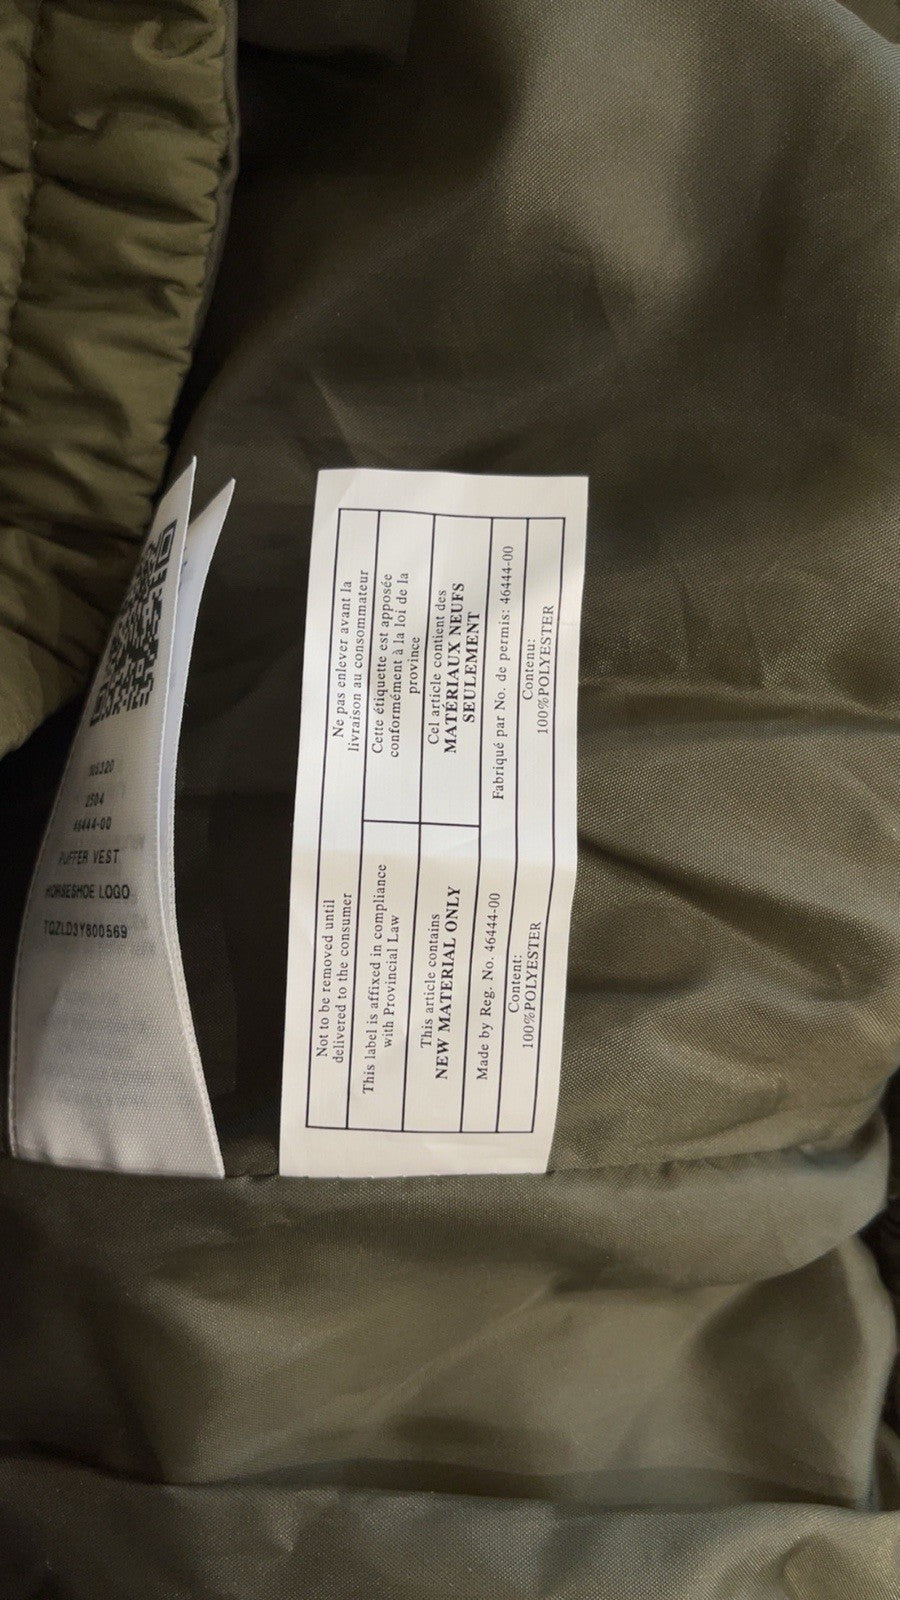 2504
46444-00
PUFFER VEST
HORSESHOE LOGO
TQZLD3Y800569
Not to be removed until
delivered to the consumer
Ne pas enlever avant la
livraison au consommateur
This label is affixed in compliance
with Provincial Law
Cette étiquette est apposée
conformément à la loi de la
province
This article contains
NEW MATERIAL ONLY
Cel article contient des
MATERIAUX NEUFS
SEULEMENT
Made by Reg. No. 46444-00
Fabriqué par No. de permis: 46444-00
Content:
100%POLYESTER
Contenu:
100%POLYESTER